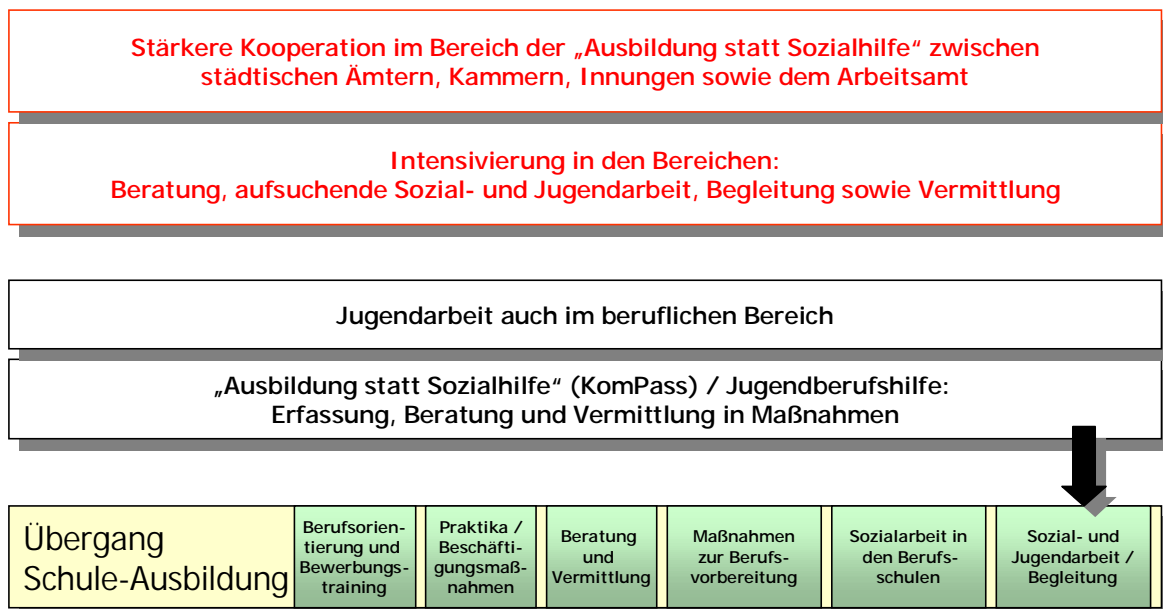 Stärkere Kooperation im Bereich der „Ausbildung statt Sozialhilfe“ zwischen
städtischen Ämtern, Kammern, Innungen sowie dem Arbeitsamt
Intensivierung in den Bereichen:
Beratung, aufsuchende Sozial- und Jugendarbeit, Begleitung sowie Vermittlung
Jugendarbeit auch im beruflichen Bereich
„Ausbildung statt Sozialhilfe“ (KomPass) / Jugendberufshilfe:
Erfassung, Beratung und Vermittlung in Maßnahmen
Übergang
Schule-Ausbildung
Berufsorien-
tierung und
Bewerbungs-
training
Praktika /
Beschäfti-
gungsmaß-
nahmen
Beratung
und
Vermittlung
Maßnahmen
zur Berufs-
vorbereitung
Sozialarbeit in
den Berufs-
schulen
Sozial- und
Jugendarbeit /
Begleitung